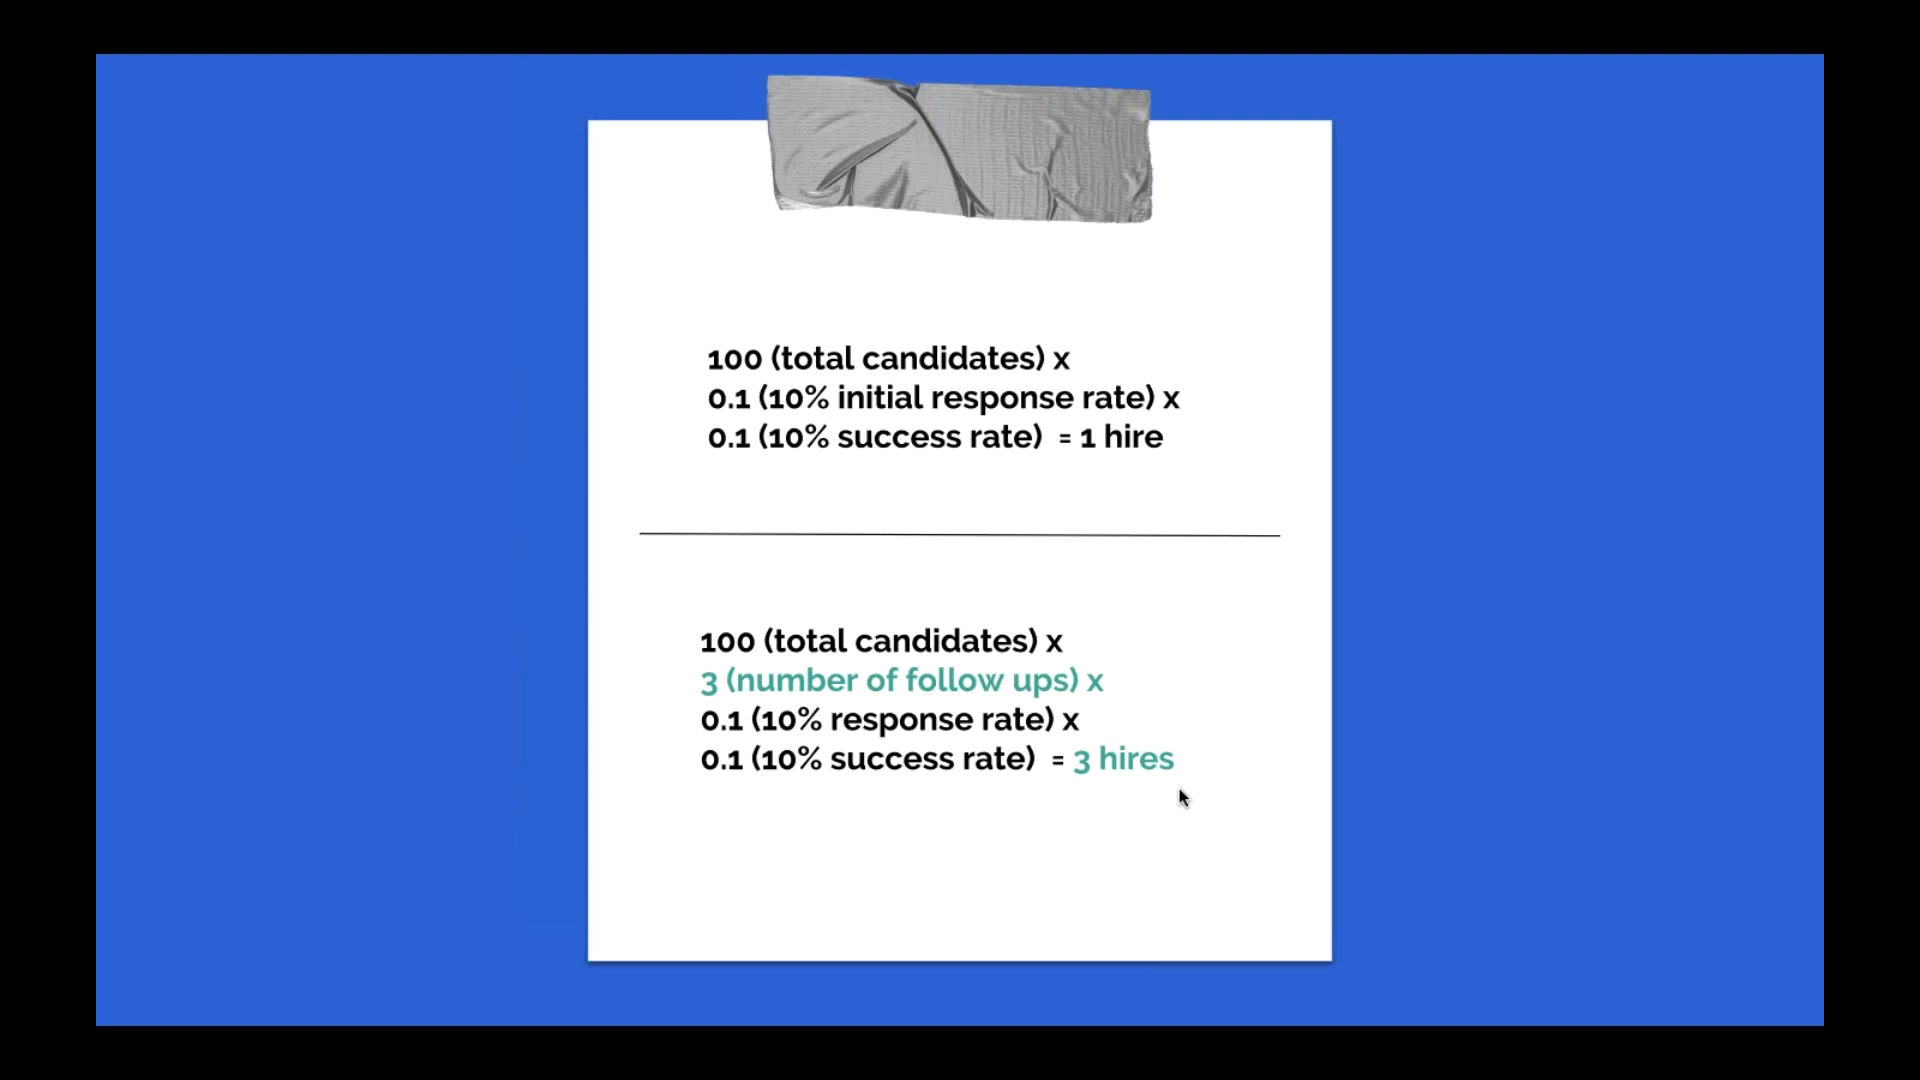 100 (total candidates) x
0.1 (10% initial response rate) x
0.1 (10% success rate) = 1 hire
100 (total candidates) x
3 (number of follow ups) x
0.1 (10% response rate) x
0.1 (10% success rate) = 3 hires